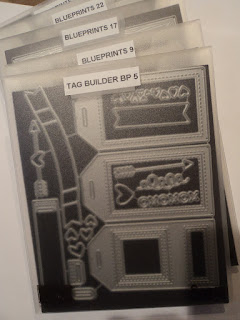 BLUEPRINTS 22
BLUEPRINTS 17
BLUEPRINTS 9
TAG BUILDER BP 5